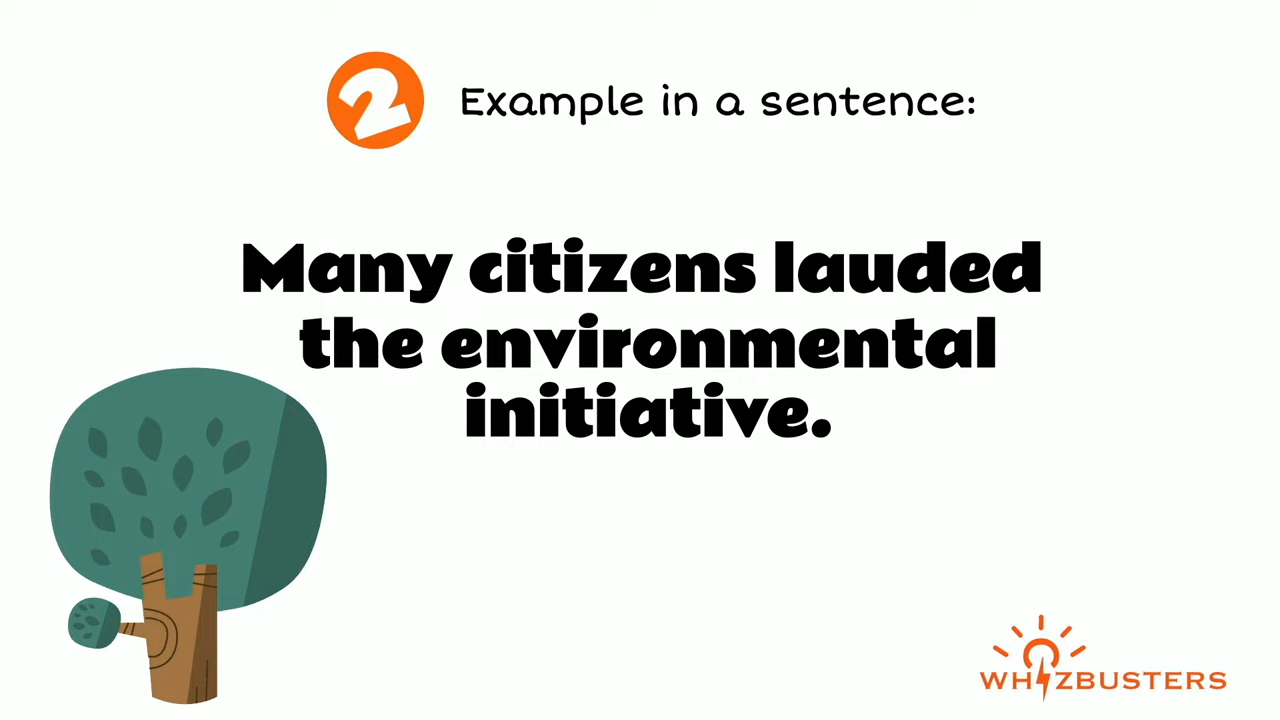 2 Example in a sentence:
Many citizens lauded
the environmental
initiative.
WHIZBUSTERS